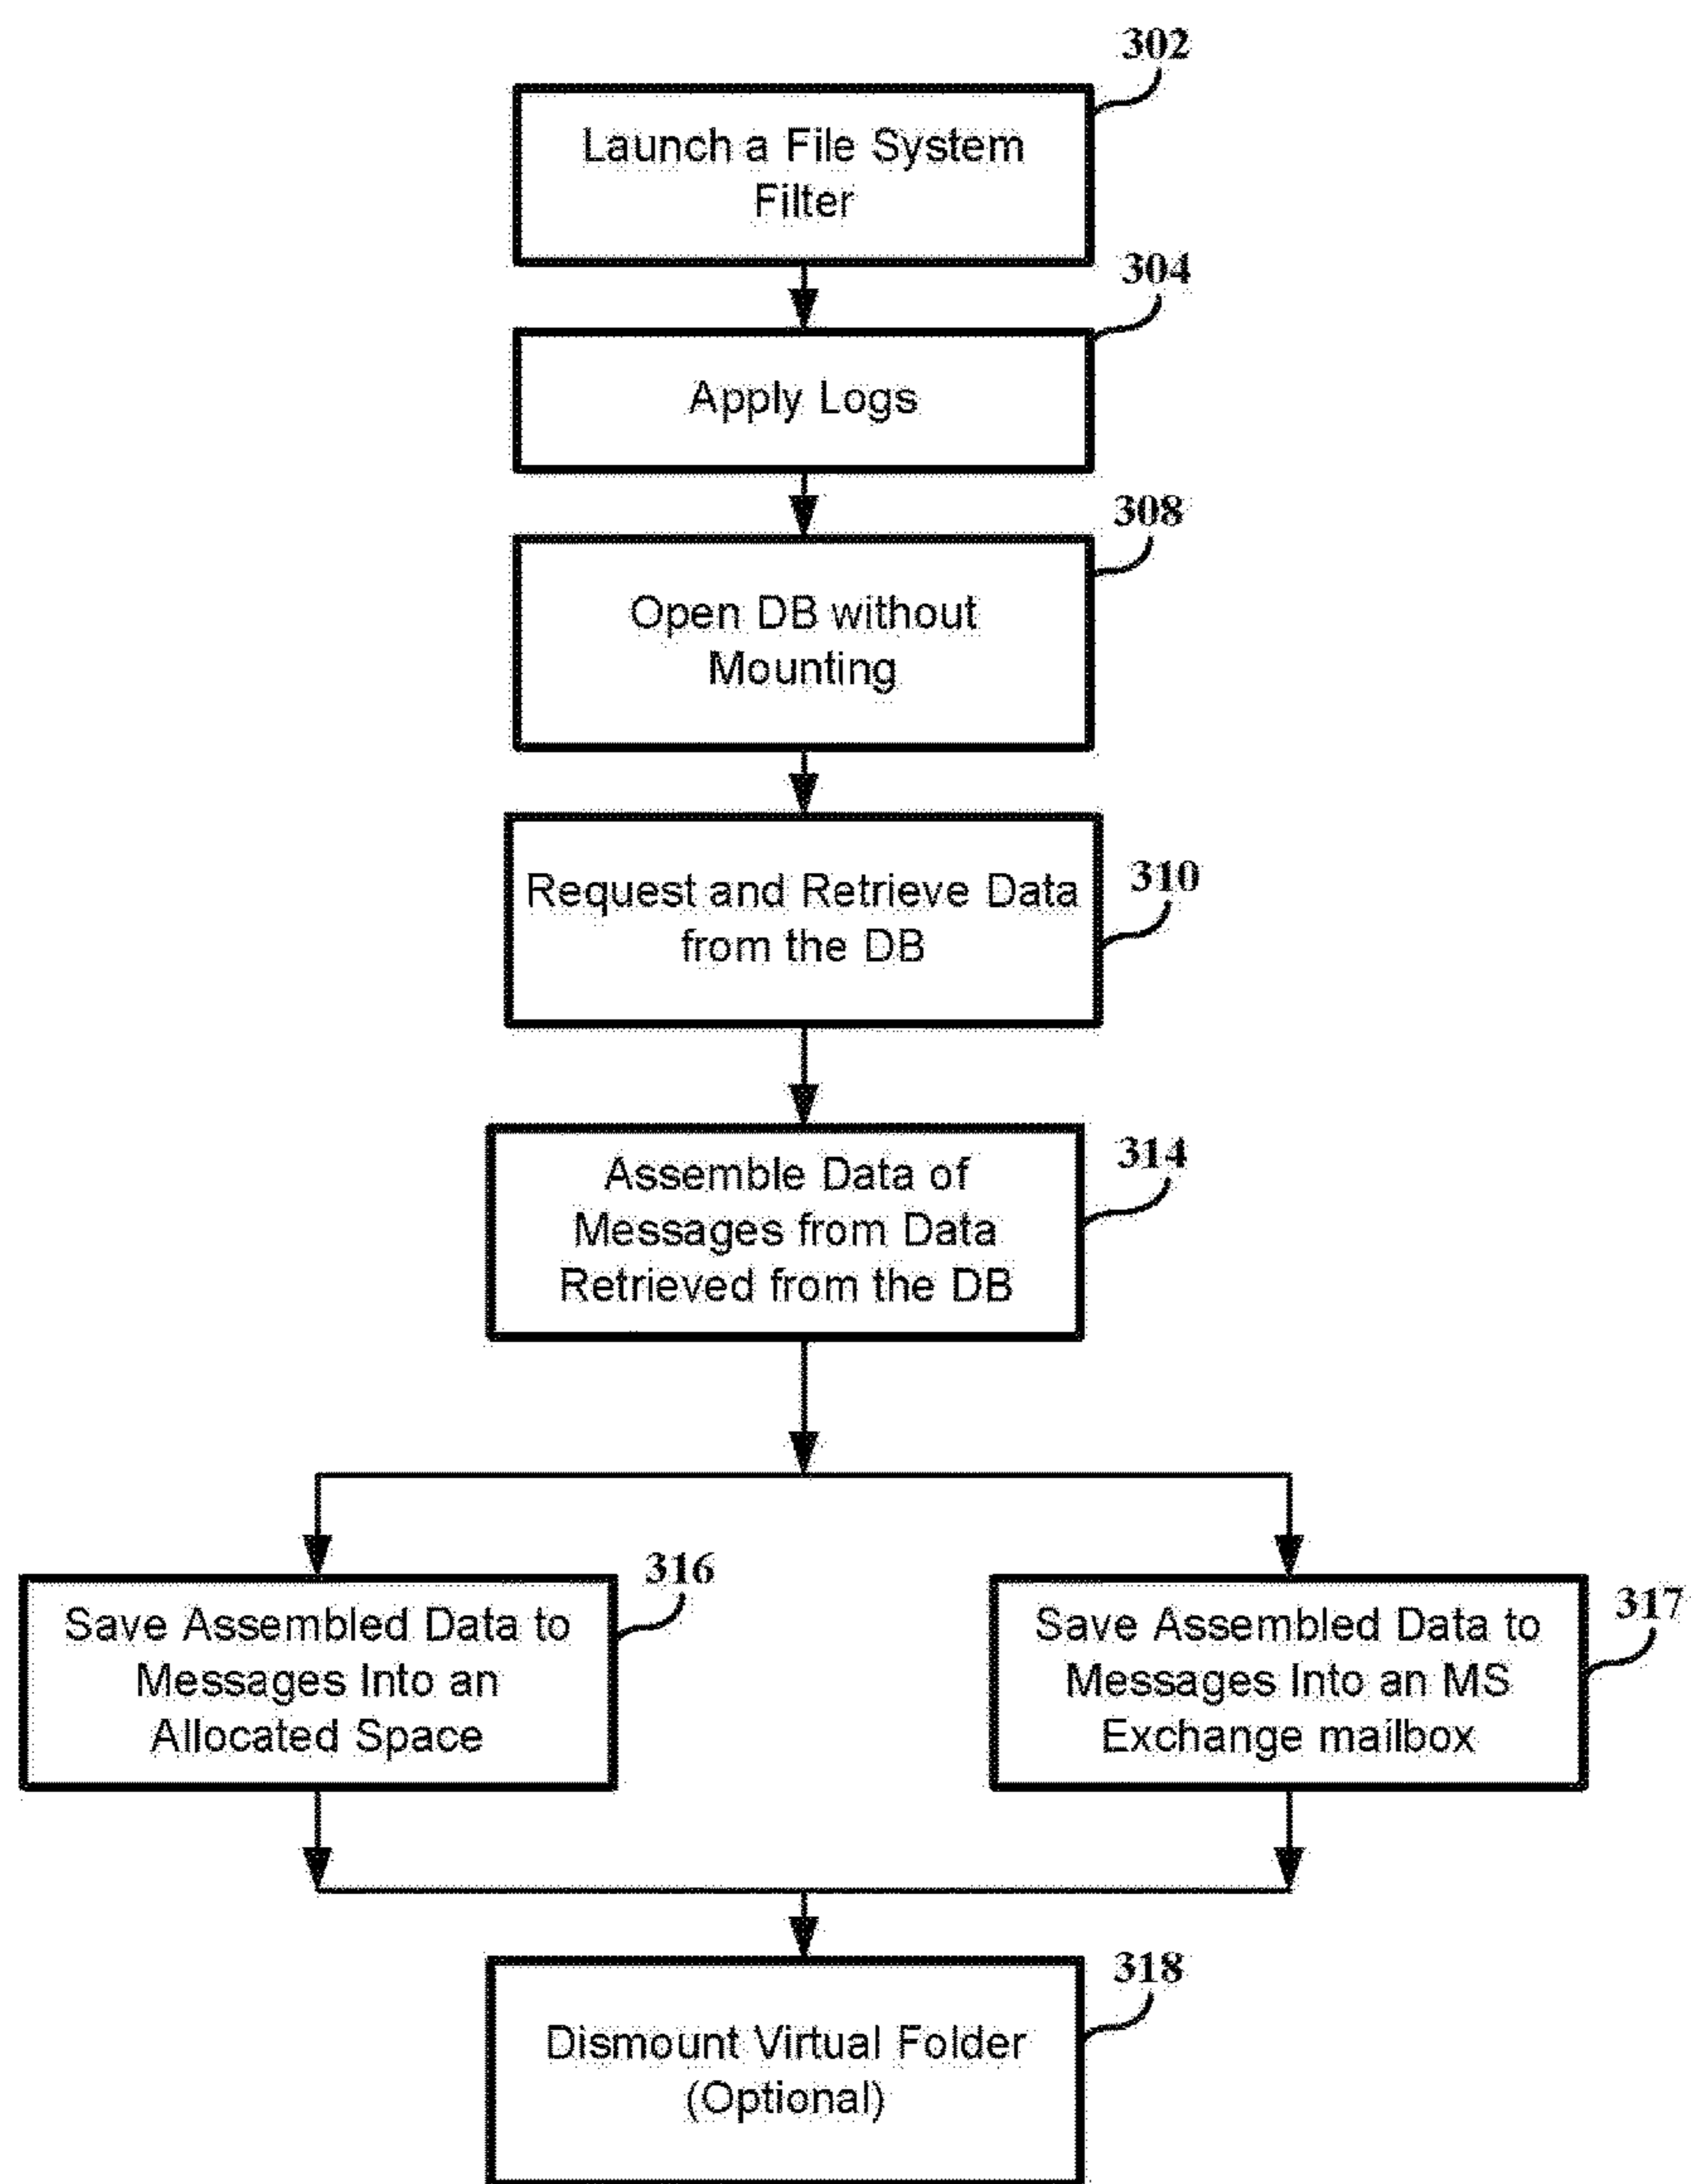 302
Launch a File System
Filter
304
Apply Logs
308
Open DB without
Mounting
310
Request and Retrieve Data
from the DB
314
Assemble Data of
Messages from Data
Retrieved from the DB
316
Save Assembled Data to
Messages Into an
Allocated Space
317
Save Assembled Data to
Messages Into an MS
Exchange mailbox
318
Dismount Virtual Folder
(Optional)